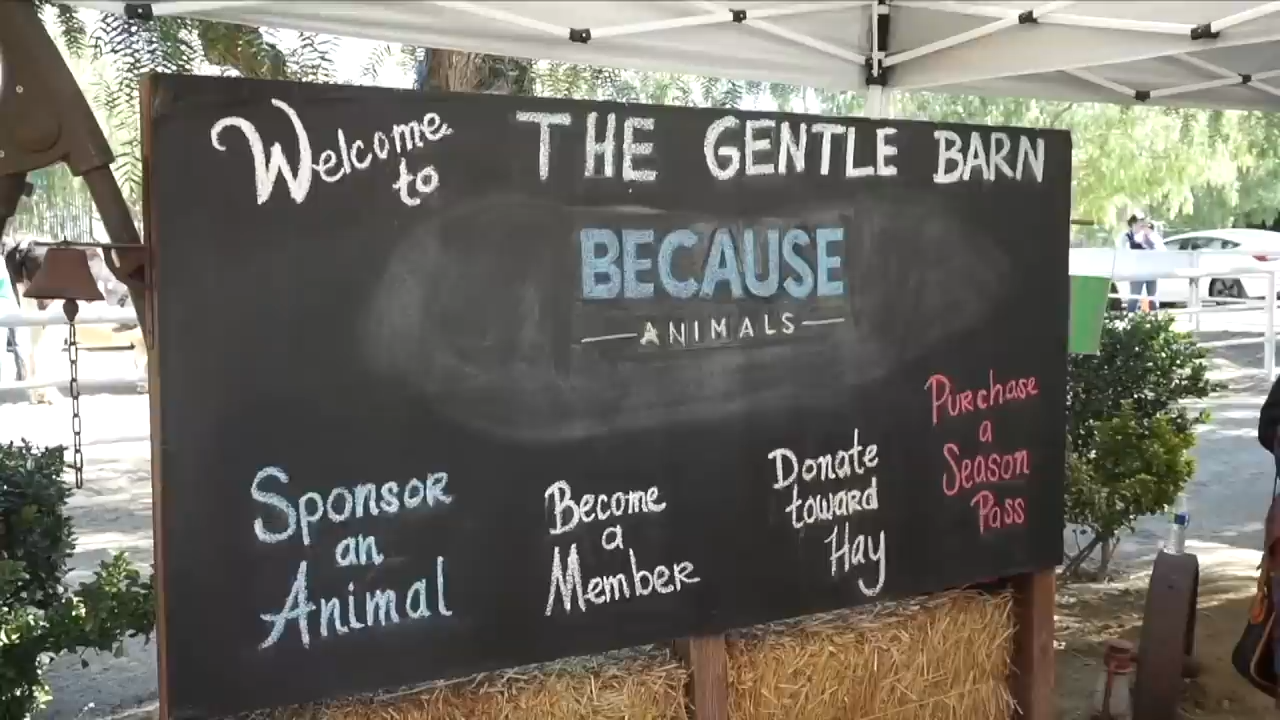 Welcome to THE GENTLE BARN
BECAUSE
ANIMALS
Sponsor
an
Animal
Become
a
Member
Donate
toward
Hay
Purchase
a
Season
Pass